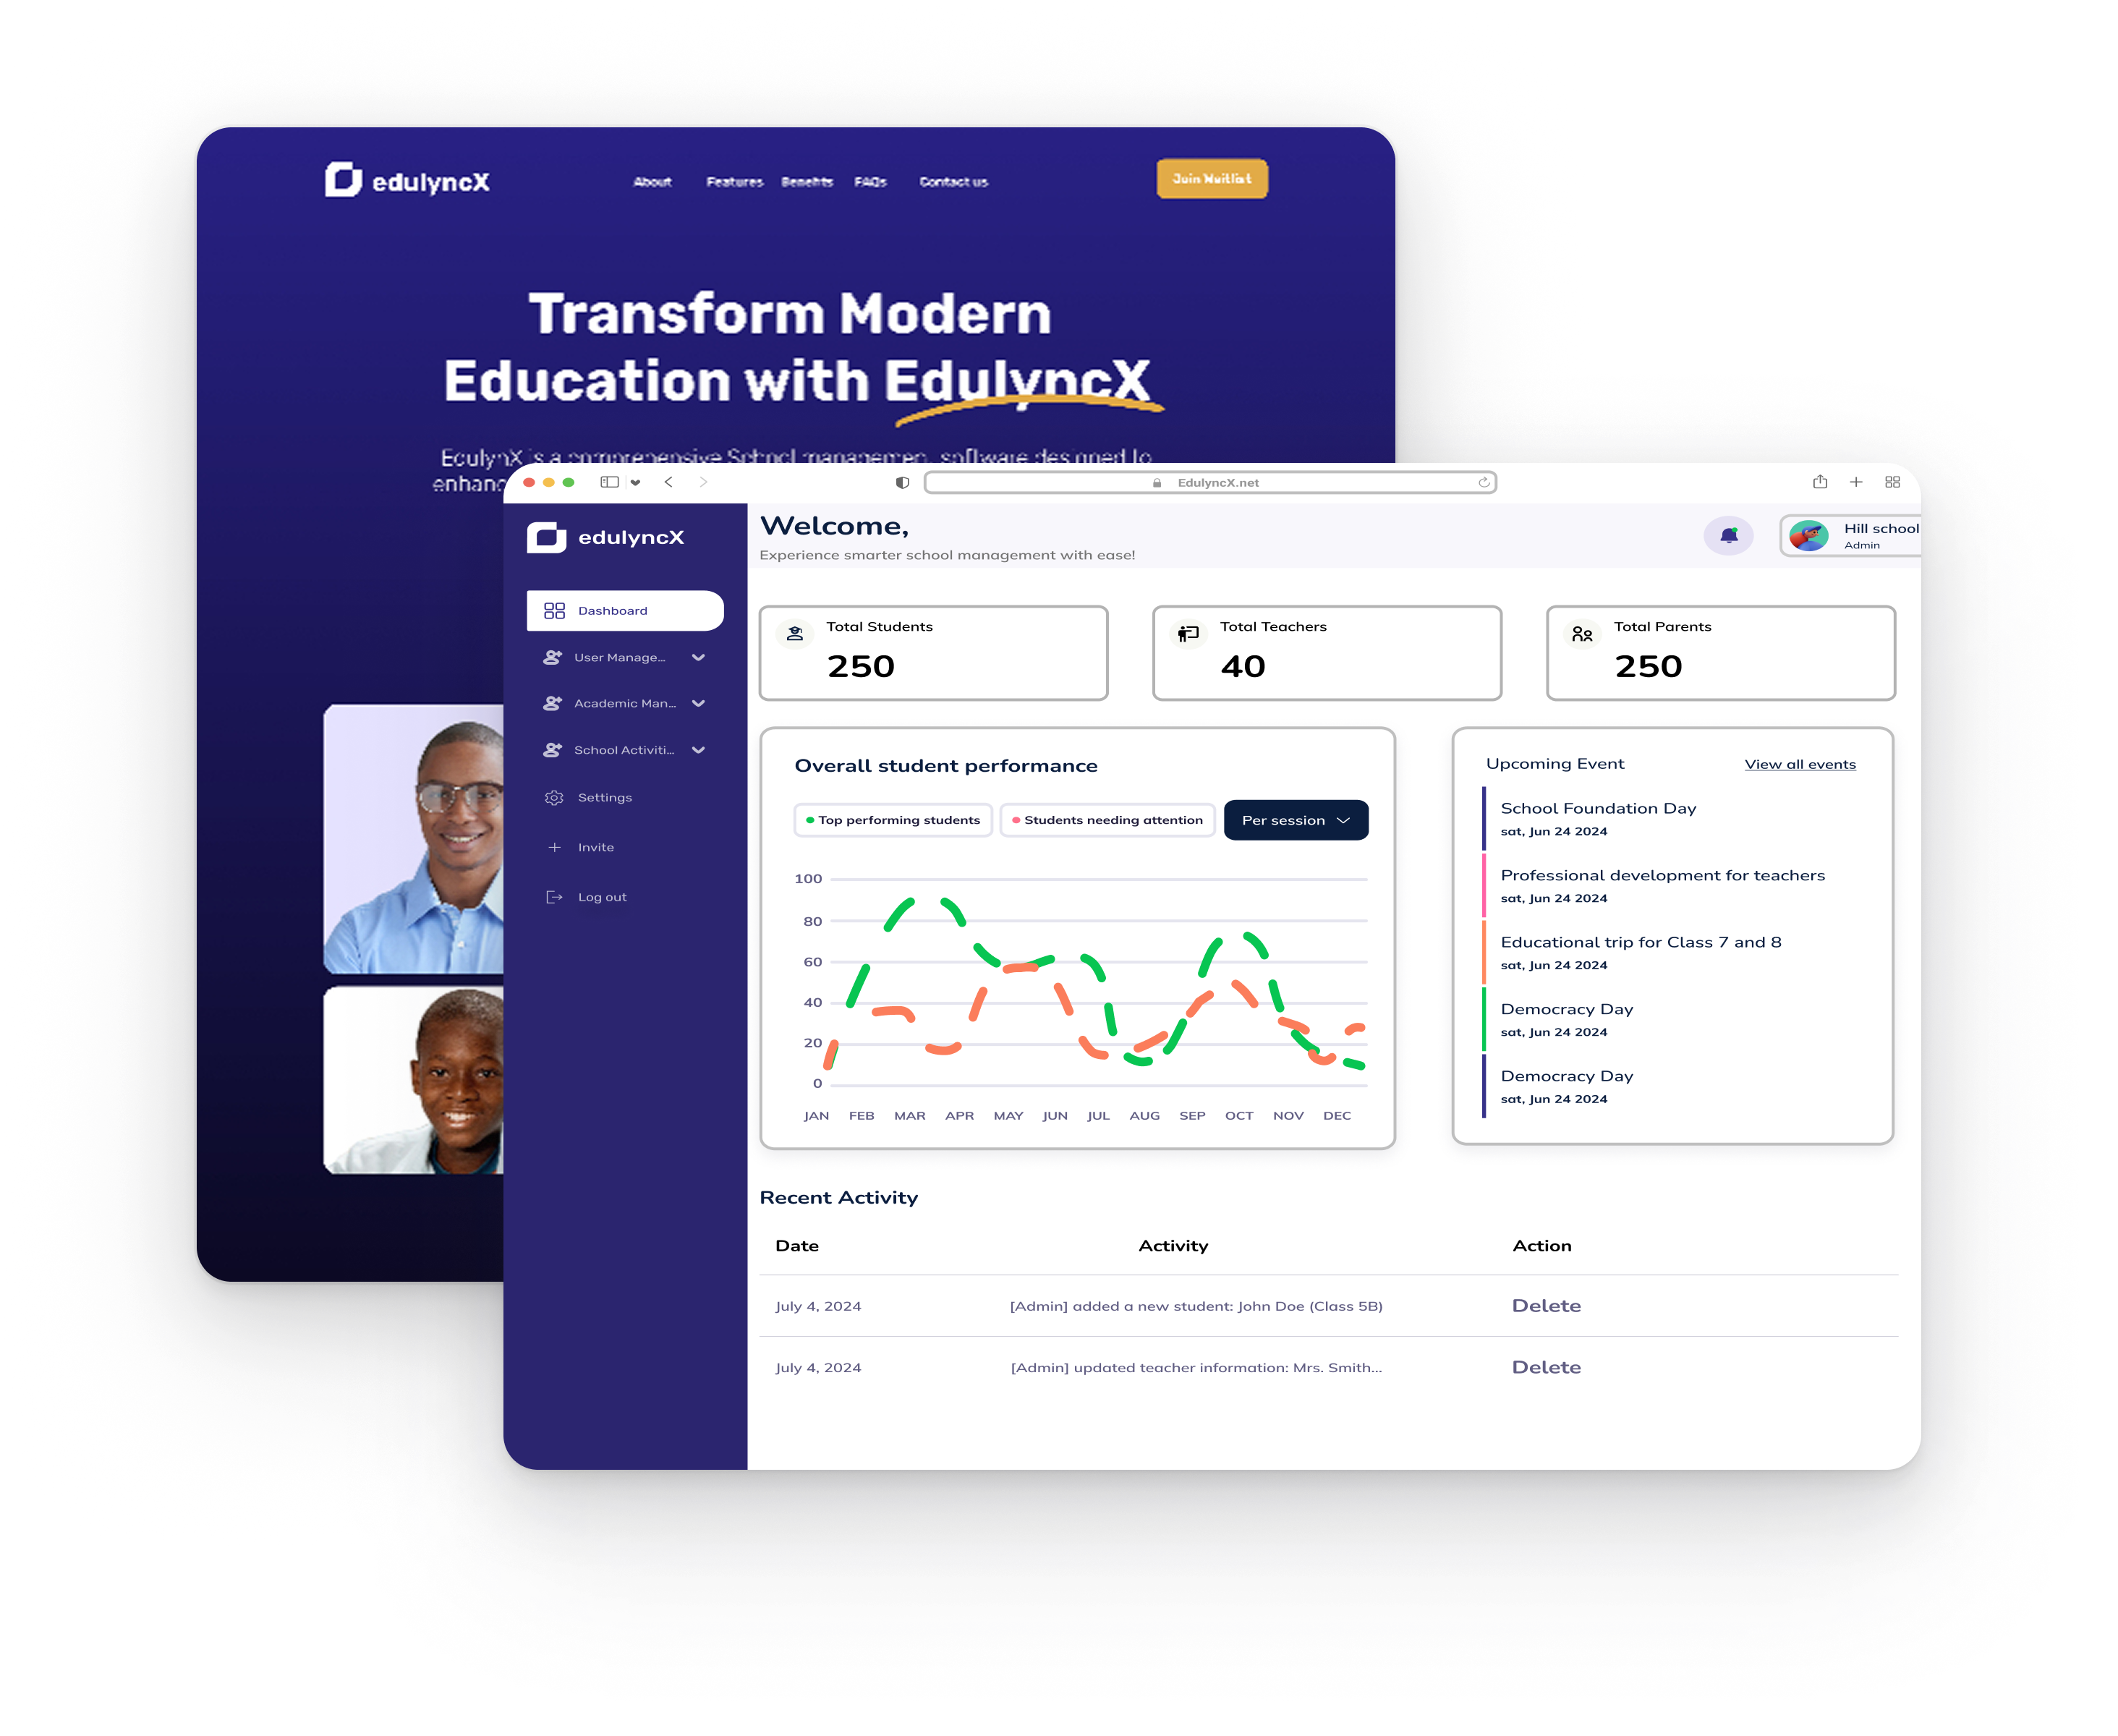 edulyncX
About Features Benefits FAQs Contact us
Join Waitlist
Transform Modern
Education with EdulyncX
EdulynX is a comprehensive School management software designed to
EdulyncX.net
edulyncX
Dashboard
User Manage...
Academic Man...
School Activiti...
Settings
Invite
Log out
Welcome,
Experience smarter school management with ease!
Hill school
Admin
Total Students
250
Total Teachers
40
Total Parents
250
Overall student performance
Top performing students
Students needing attention
Per session
100
80
60
40
20
0
JAN FEB MAR APR MAY JUN JUL AUG SEP OCT NOV DEC
Upcoming Event
View all events
School Foundation Day
sat, Jun 24 2024
Professional development for teachers
sat, Jun 24 2024
Educational trip for Class 7 and 8
sat, Jun 24 2024
Democracy Day
sat, Jun 24 2024
Democracy Day
sat, Jun 24 2024
Recent Activity
Date Activity Action
July 4, 2024 [Admin] added a new student: John Doe (Class 5B) Delete
July 4, 2024 [Admin] updated teacher information: Mrs. Smith... Delete